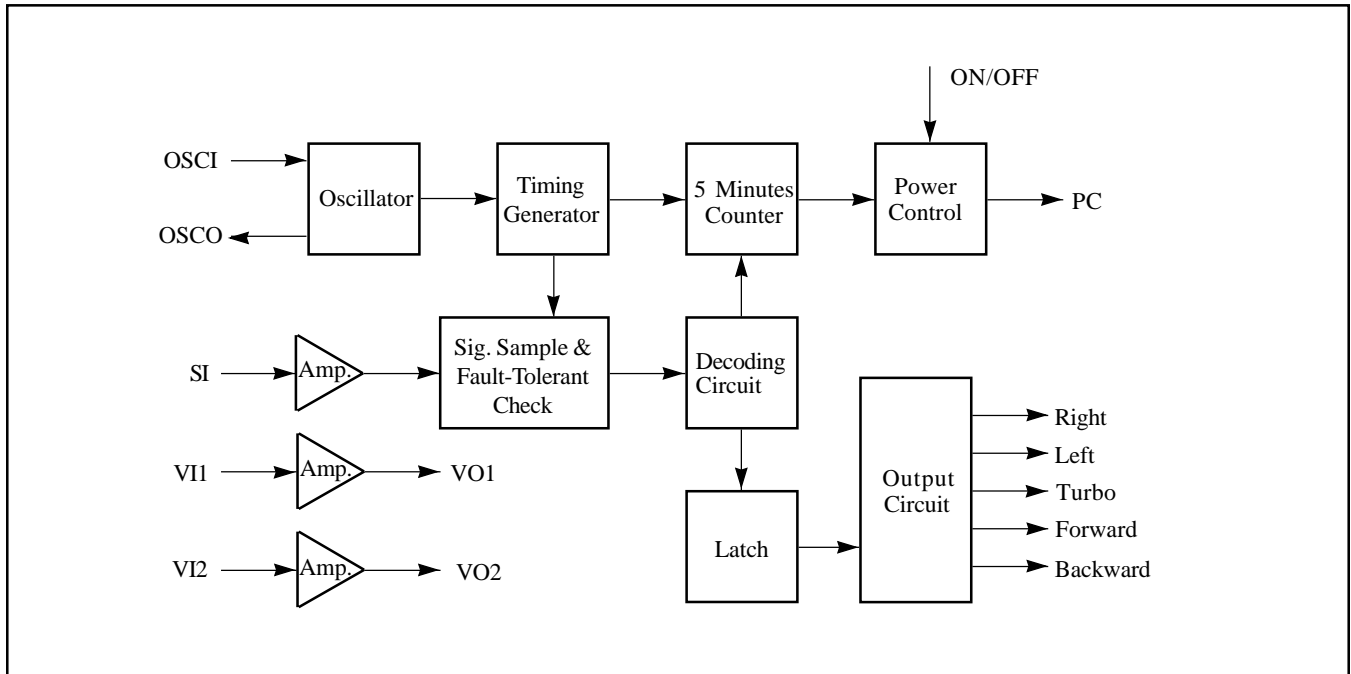 ON/OFF
OSCI
OSCO
Oscillator
Timing
Generator
5 Minutes
Counter
Power
Control
PC
SI
Amp.
Sig. Sample &
Fault-Tolerant
Check
Decoding
Circuit
VI1
Amp.
VO1
VI2
Amp.
VO2
Latch
Output
Circuit
Right
Left
Turbo
Forward
Backward